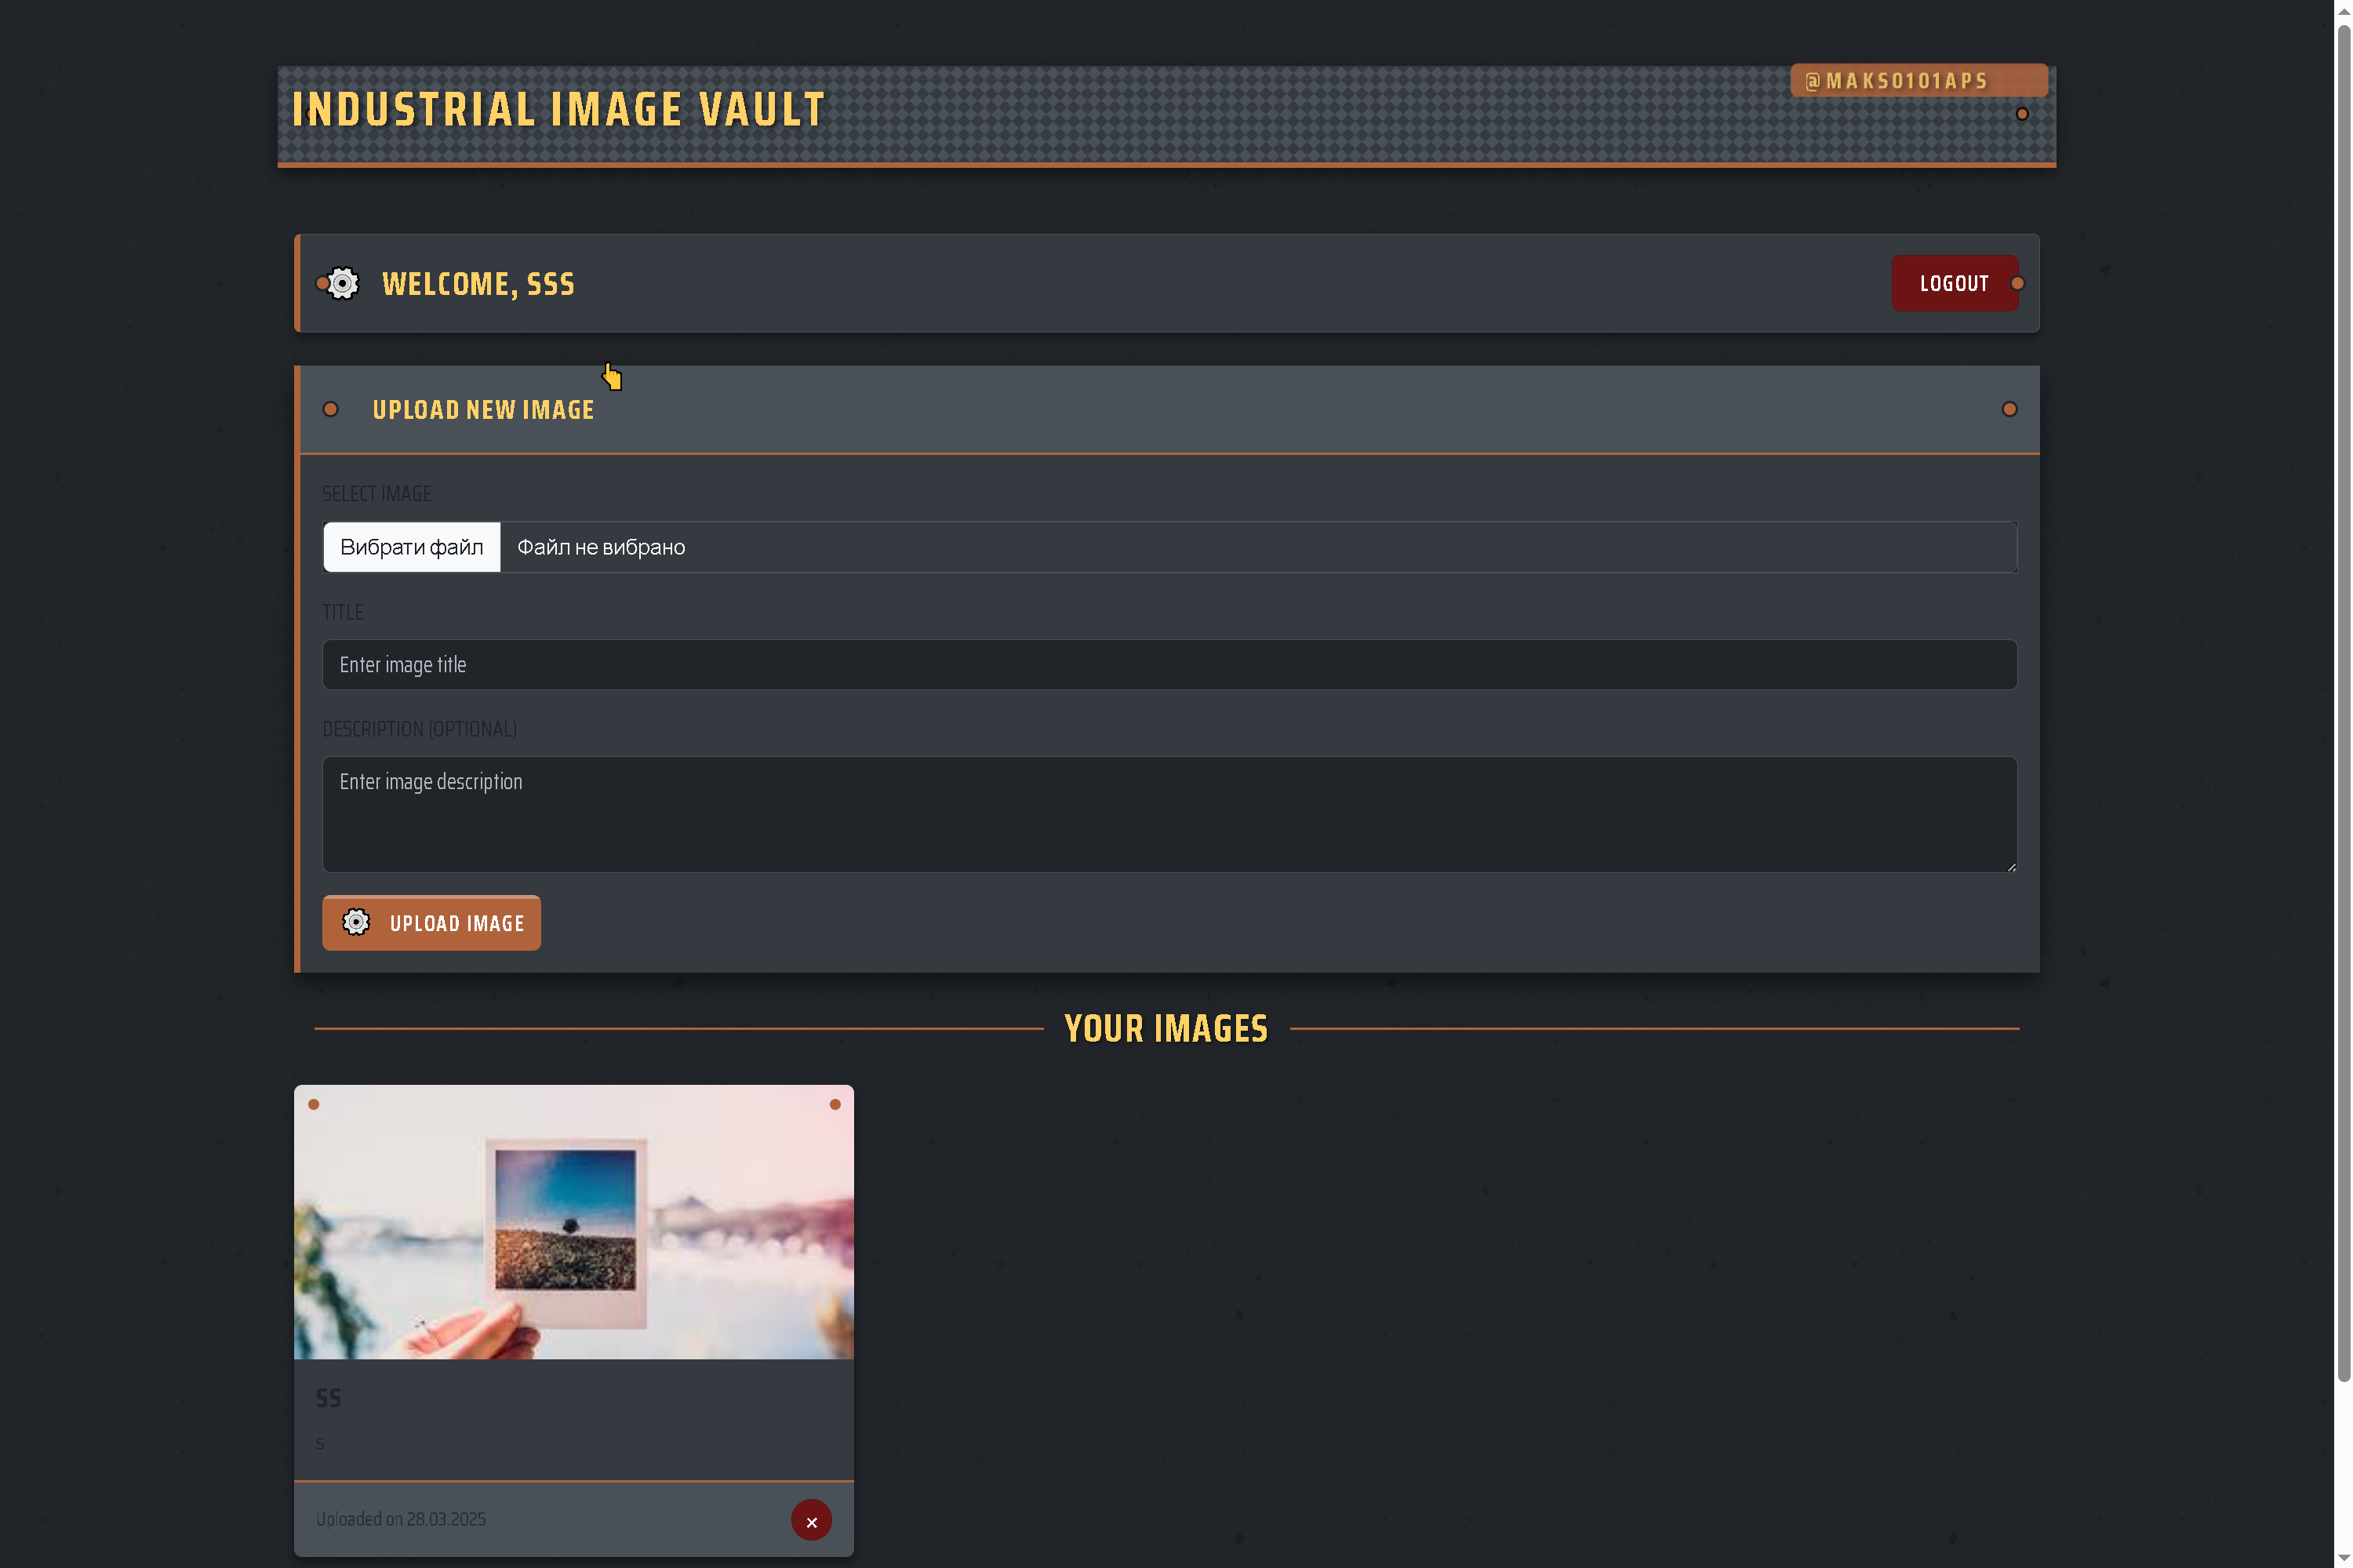 INDUSTRIAL IMAGE VAULT
@MAKS0101APS
WELCOME, SSS
LOGOUT
UPLOAD NEW IMAGE
SELECT IMAGE
Вибрати файл
Файл не вибрано
TITLE
Enter image title
DESCRIPTION (OPTIONAL)
Enter image description
UPLOAD IMAGE
YOUR IMAGES
SS
s
Uploaded on 28.03.2025
×